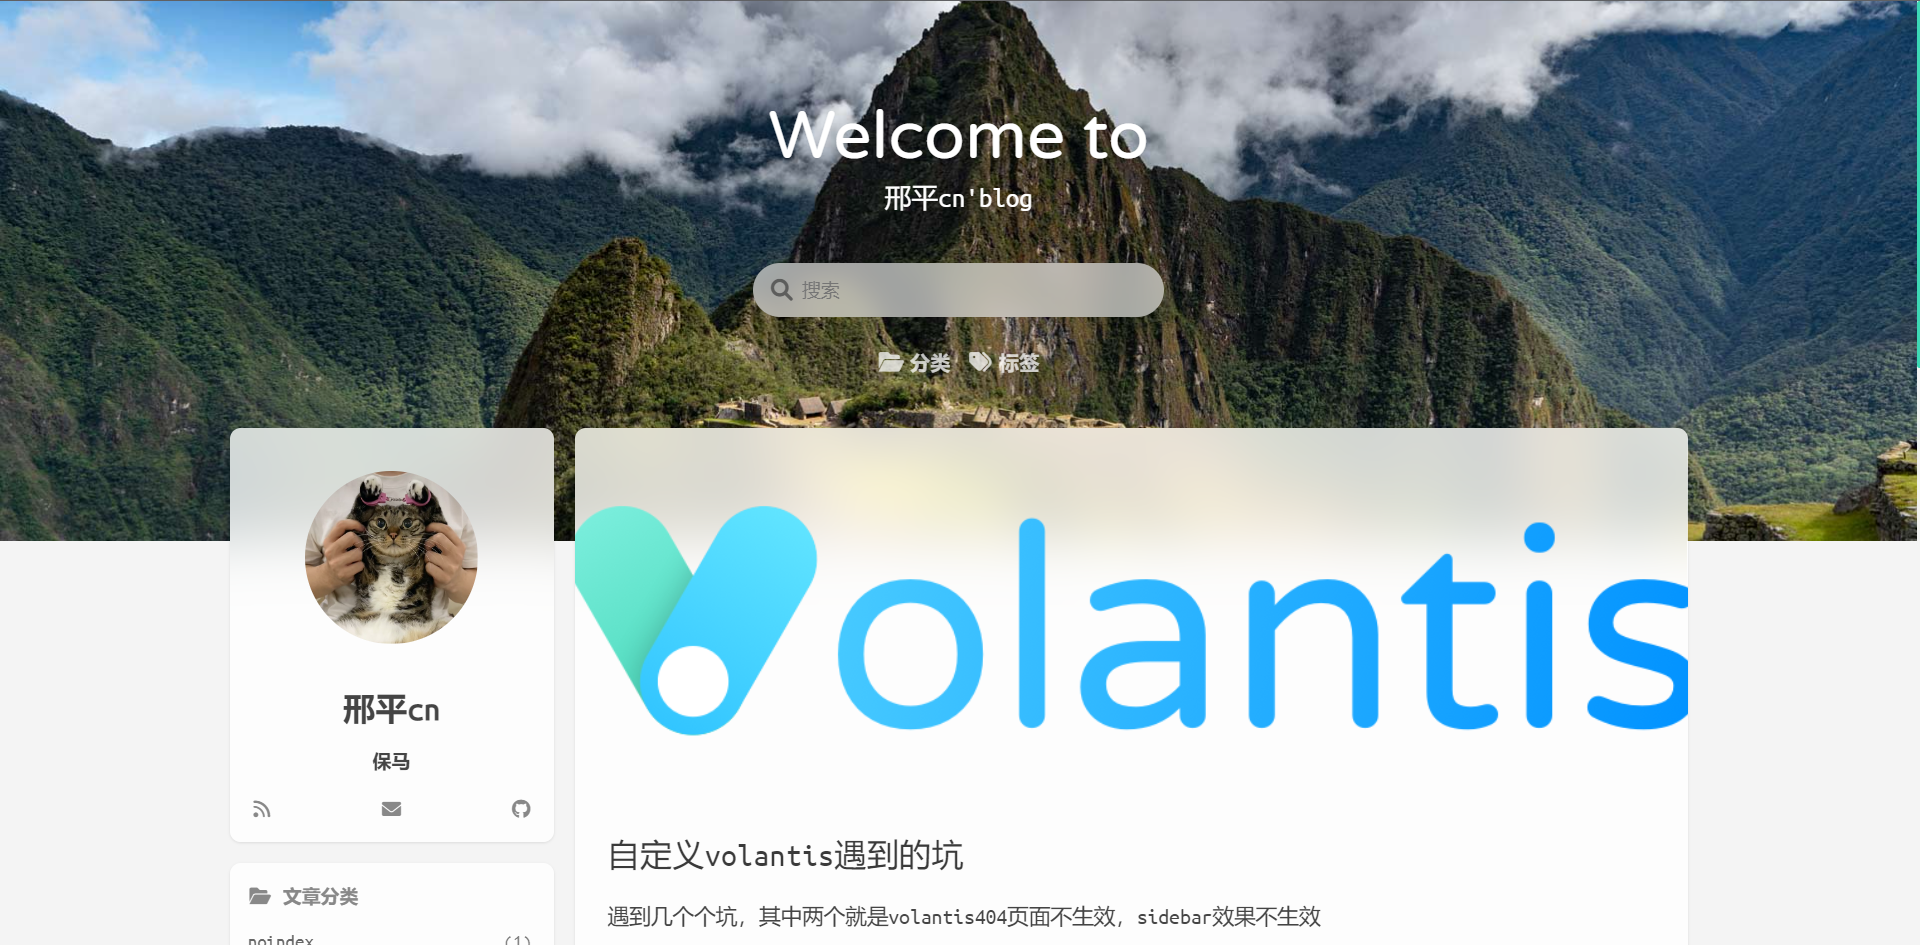 Welcome to
邢平cn'blog
搜索
分类 标签
邢平cn
保马
文章分类
noindex (1)
Volantis
自定义volantis遇到的坑
遇到几个个坑，其中两个就是volantis404页面不生效，sidebar效果不生效